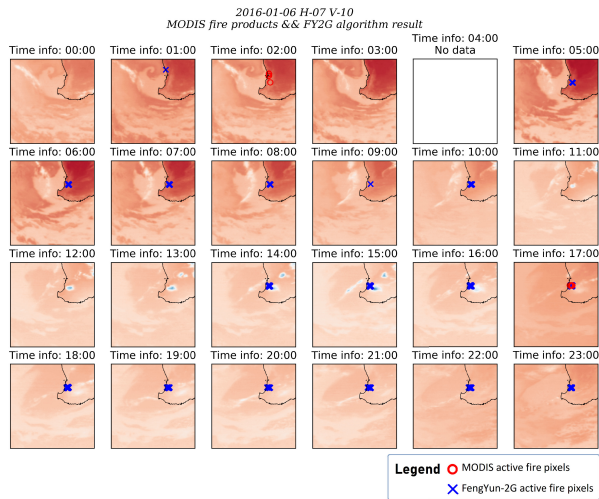 2016-01-06 H-07 V-10
MODIS fire products && FY2G algorithm result
Time info: 00:00
Time info: 01:00
Time info: 02:00
Time info: 03:00
Time info: 04:00
No data
Time info: 05:00
Time info: 06:00
Time info: 07:00
Time info: 08:00
Time info: 09:00
Time info: 10:00
Time info: 11:00
Time info: 12:00
Time info: 13:00
Time info: 14:00
Time info: 15:00
Time info: 16:00
Time info: 17:00
Time info: 18:00
Time info: 19:00
Time info: 20:00
Time info: 21:00
Time info: 22:00
Time info: 23:00
Legend
MODIS active fire pixels
FengYun-2G active fire pixels